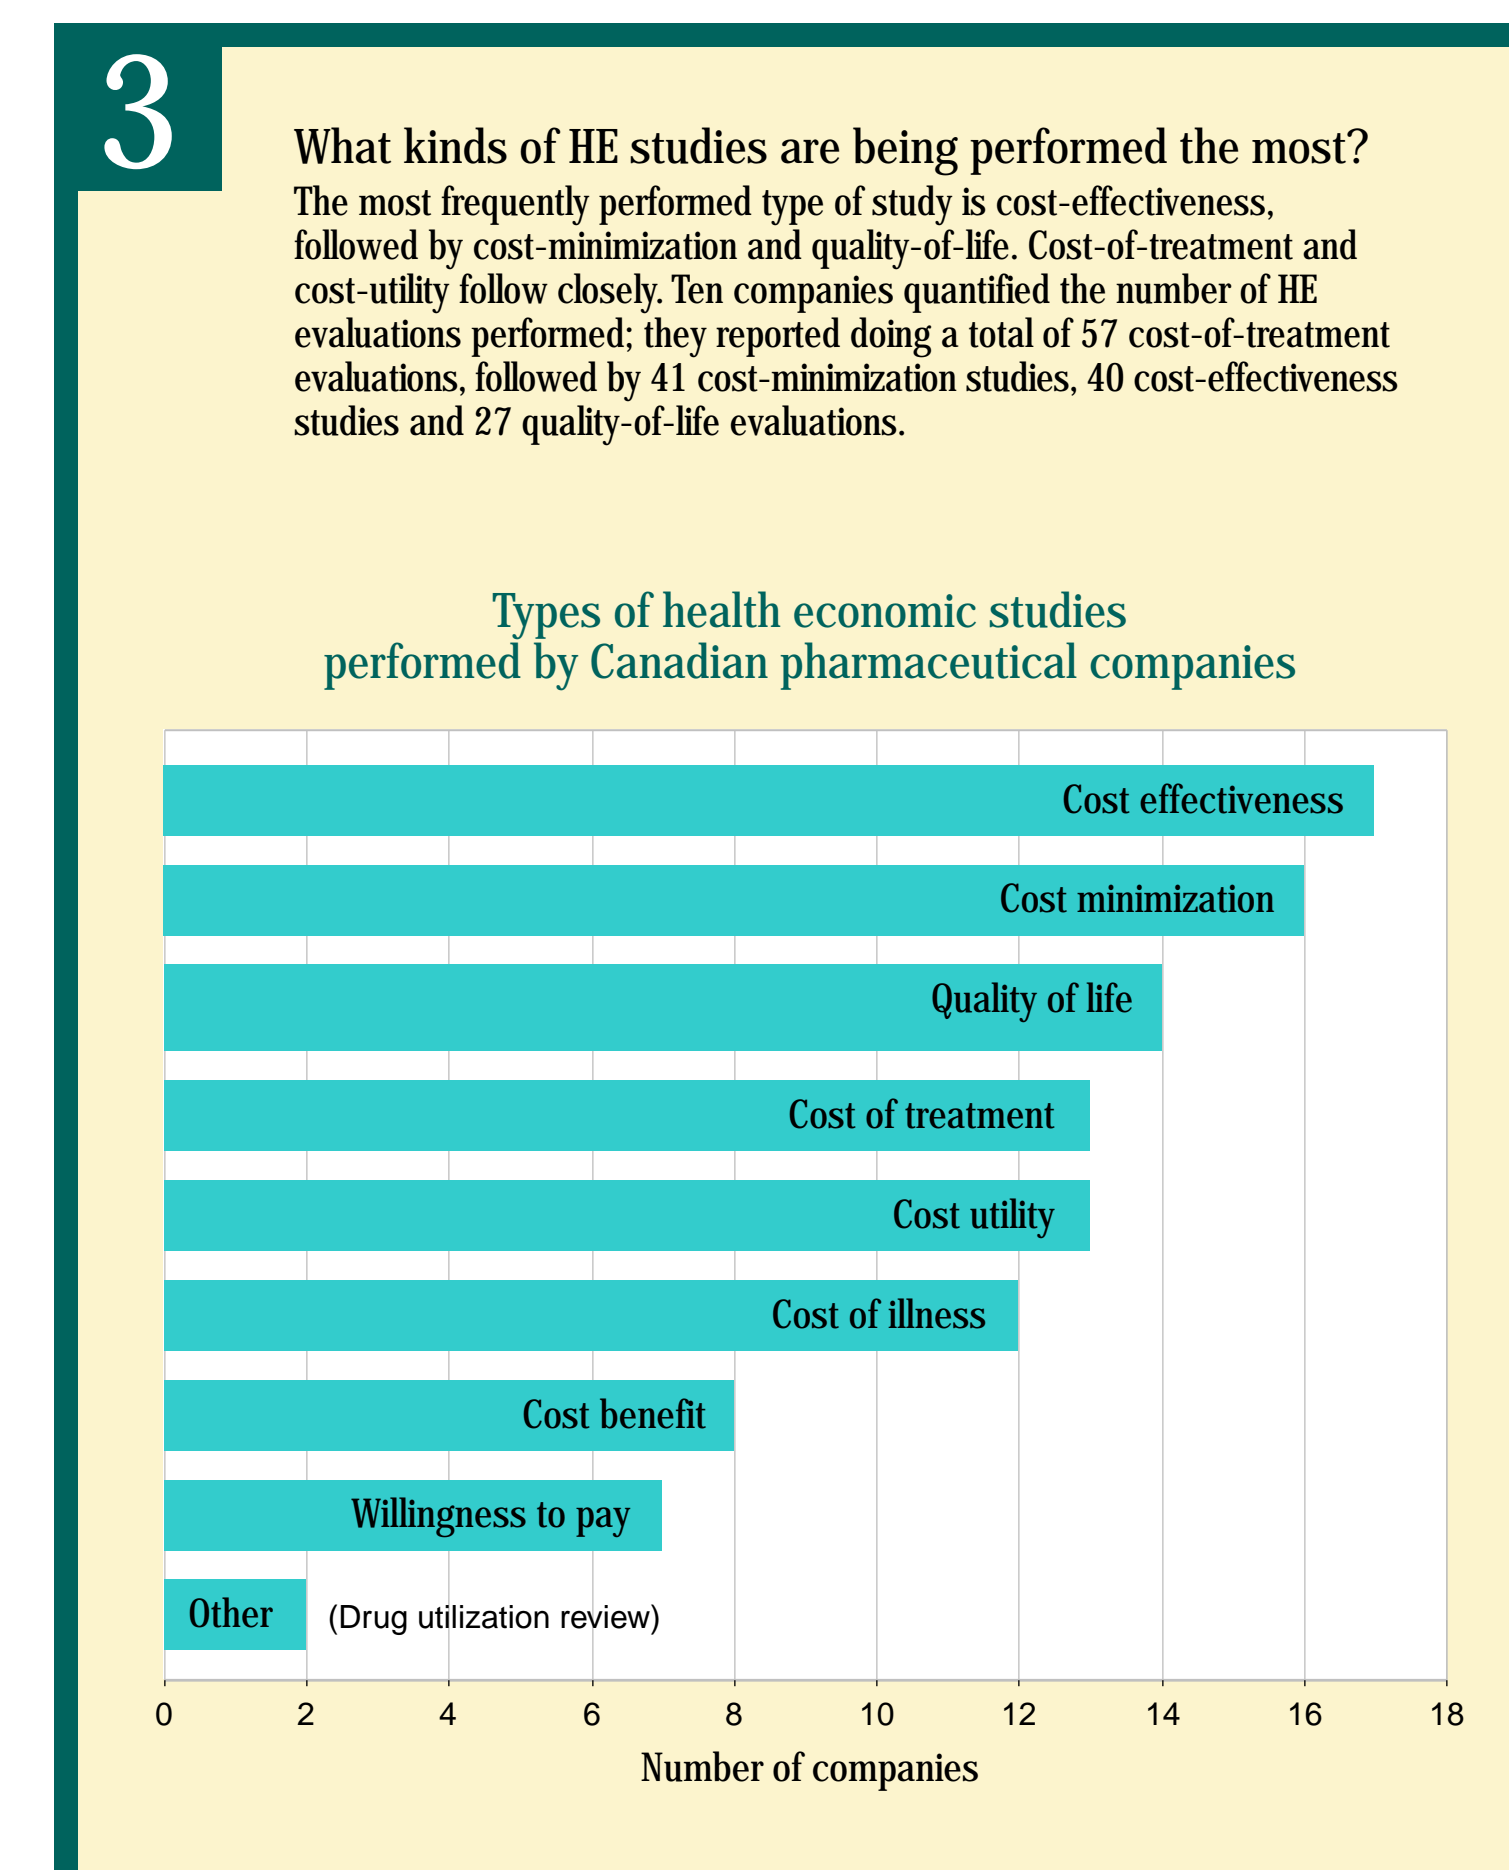 3
What kinds of HE studies are being performed the most?
The most frequently performed type of study is cost-effectiveness,
followed by cost-minimization and quality-of-life. Cost-of-treatment and
cost-utility follow closely. Ten companies quantified the number of HE
evaluations performed; they reported doing a total of 57 cost-of-treatment
evaluations, followed by 41 cost-minimization studies, 40 cost-effectiveness
studies and 27 quality-of-life evaluations.
Types of health economic studies
performed by Canadian pharmaceutical companies
Cost effectiveness
Cost minimization
Quality of life
Cost of treatment
Cost utility
Cost of illness
Cost benefit
Willingness to pay
Other (Drug utilization review)
0 2 4 6 8 10 12 14 16 18
Number of companies